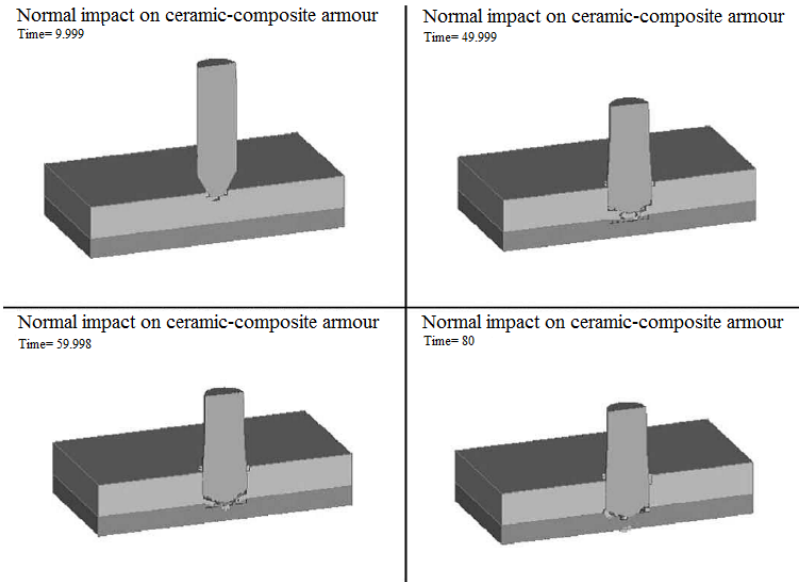 Normal impact on ceramic-composite armour
Time= 9.999
Normal impact on ceramic-composite armour
Time= 49.999
Normal impact on ceramic-composite armour
Time= 59.998
Normal impact on ceramic-composite armour
Time= 80